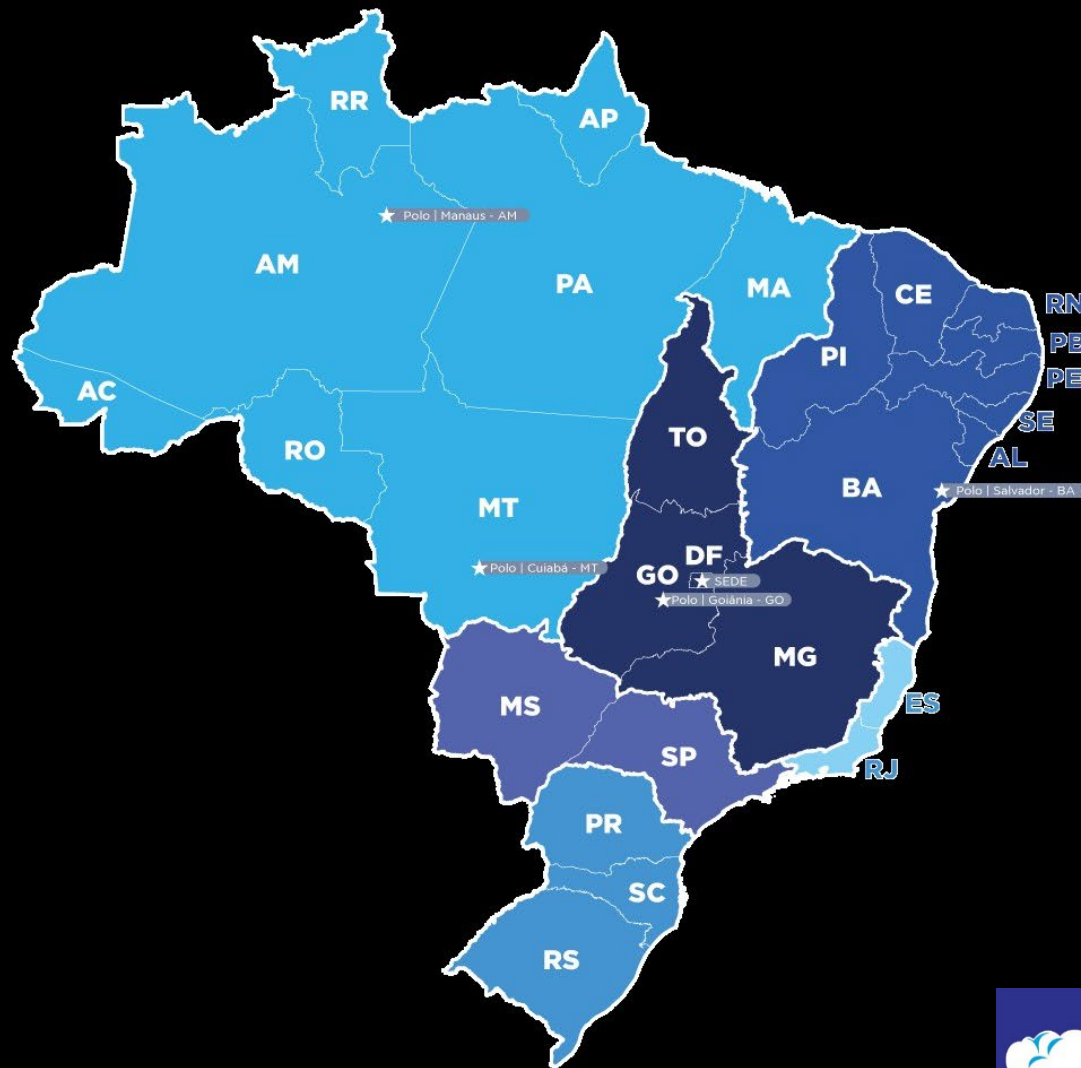 RR
AP
Polo | Manaus - AM
AM
PA
MA
CE
RN
PB
PI
PE
AC
SE
TO
RO
AL
BA
Polo | Salvador - BA
MT
DF
Polo | Cuiabá - MT
GO
SEDE
Polo | Goiânia - GO
MG
MS
ES
SP
RJ
PR
SC
RS